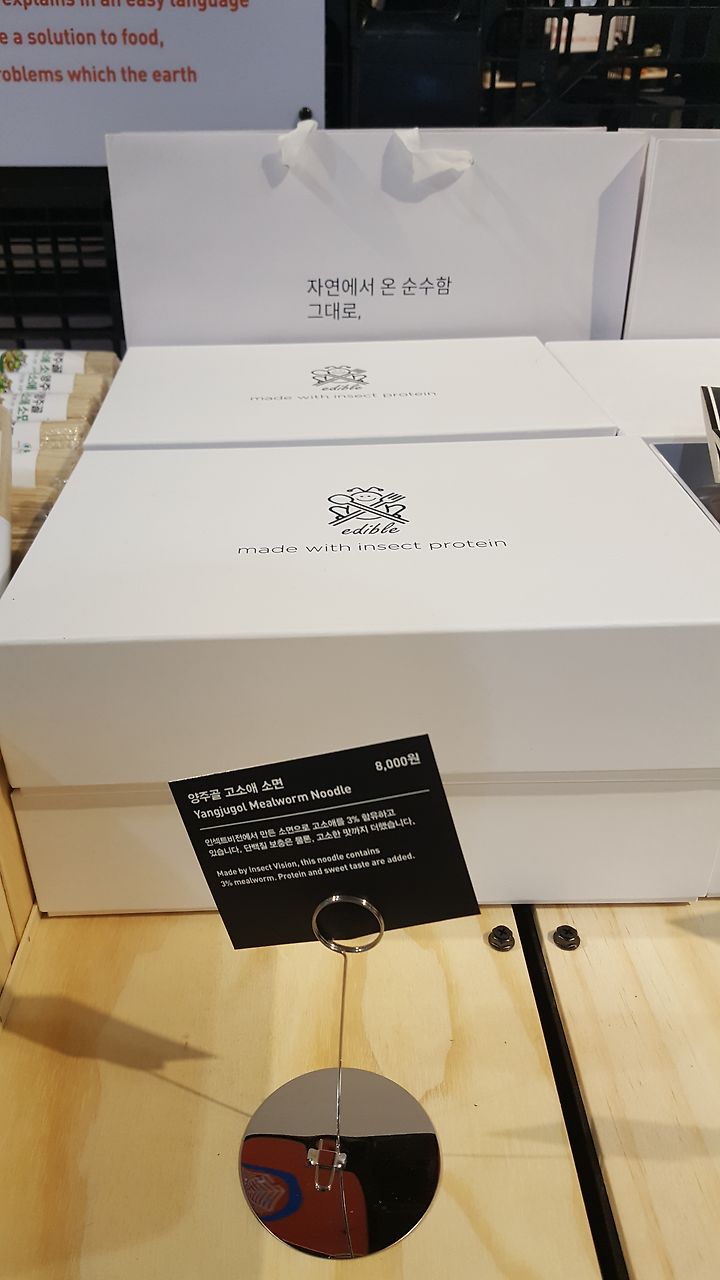 explains in an easy language
e a solution to food,
roblems which the earth
자연에서 온 순수함
그대로,
edible
made with insect protein
edible
made with insect protein
8,000원
양주골 고소애 소면
Yangjugol Mealworm Noodle
인섹트비전에서 만든 소면으로 고소애를 3% 함유하고
있습니다. 단백질 보충은 물론, 고소한 맛까지 더했습니다.
Made by Insect Vision, this noodle contains
3% mealworm. Protein and sweet taste are added.